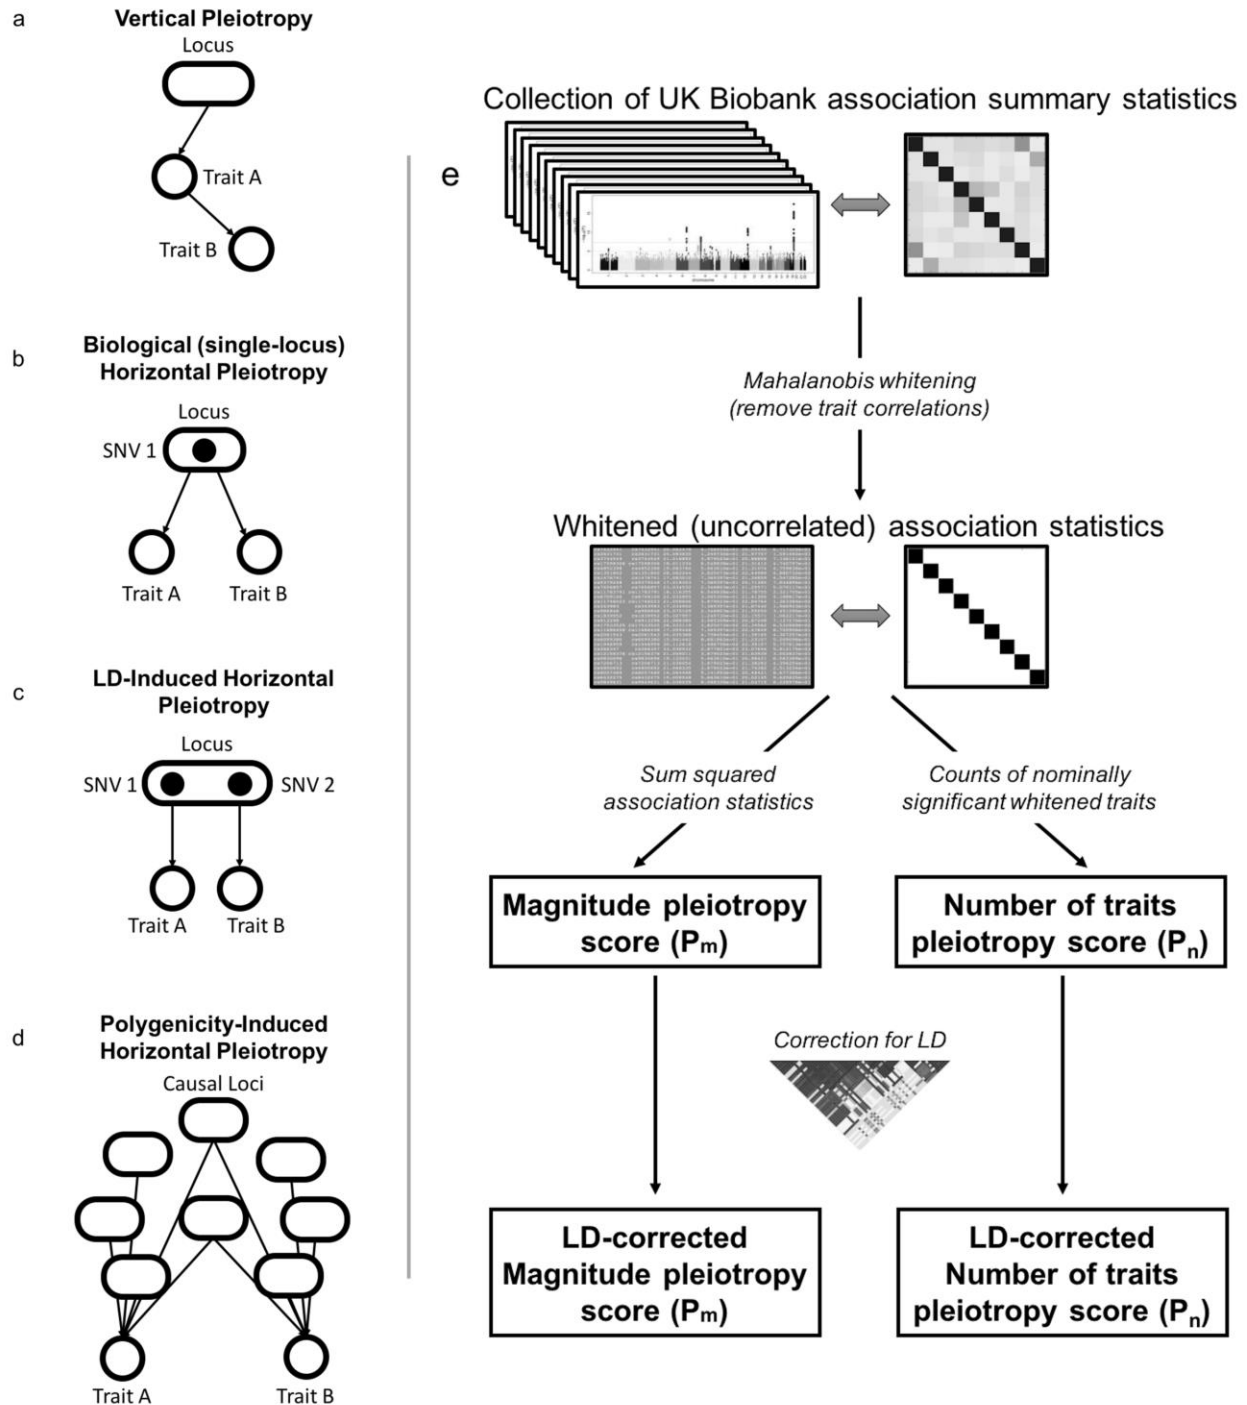 a
Vertical Pleiotropy
Locus
Trait A
Trait B
b
Biological (single-locus)
Horizontal Pleiotropy
Locus
SNV 1
Trait A
Trait B
c
LD-Induced Horizontal
Pleiotropy
Locus
SNV 1
SNV 2
Trait A
Trait B
d
Polygenicity-Induced
Horizontal Pleiotropy
Causal Loci
Trait A
Trait B
e
Collection of UK Biobank association summary statistics
Mahalanobis whitening
(remove trait correlations)
Whitened (uncorrelated) association statistics
Sum squared
association statistics
Counts of nominally
significant whitened traits
Magnitude pleiotropy
score (Pm)
Number of traits
pleiotropy score (Pn)
Correction for LD
LD-corrected
Magnitude pleiotropy
score (Pm)
LD-corrected
Number of traits
pleiotropy score (Pn)